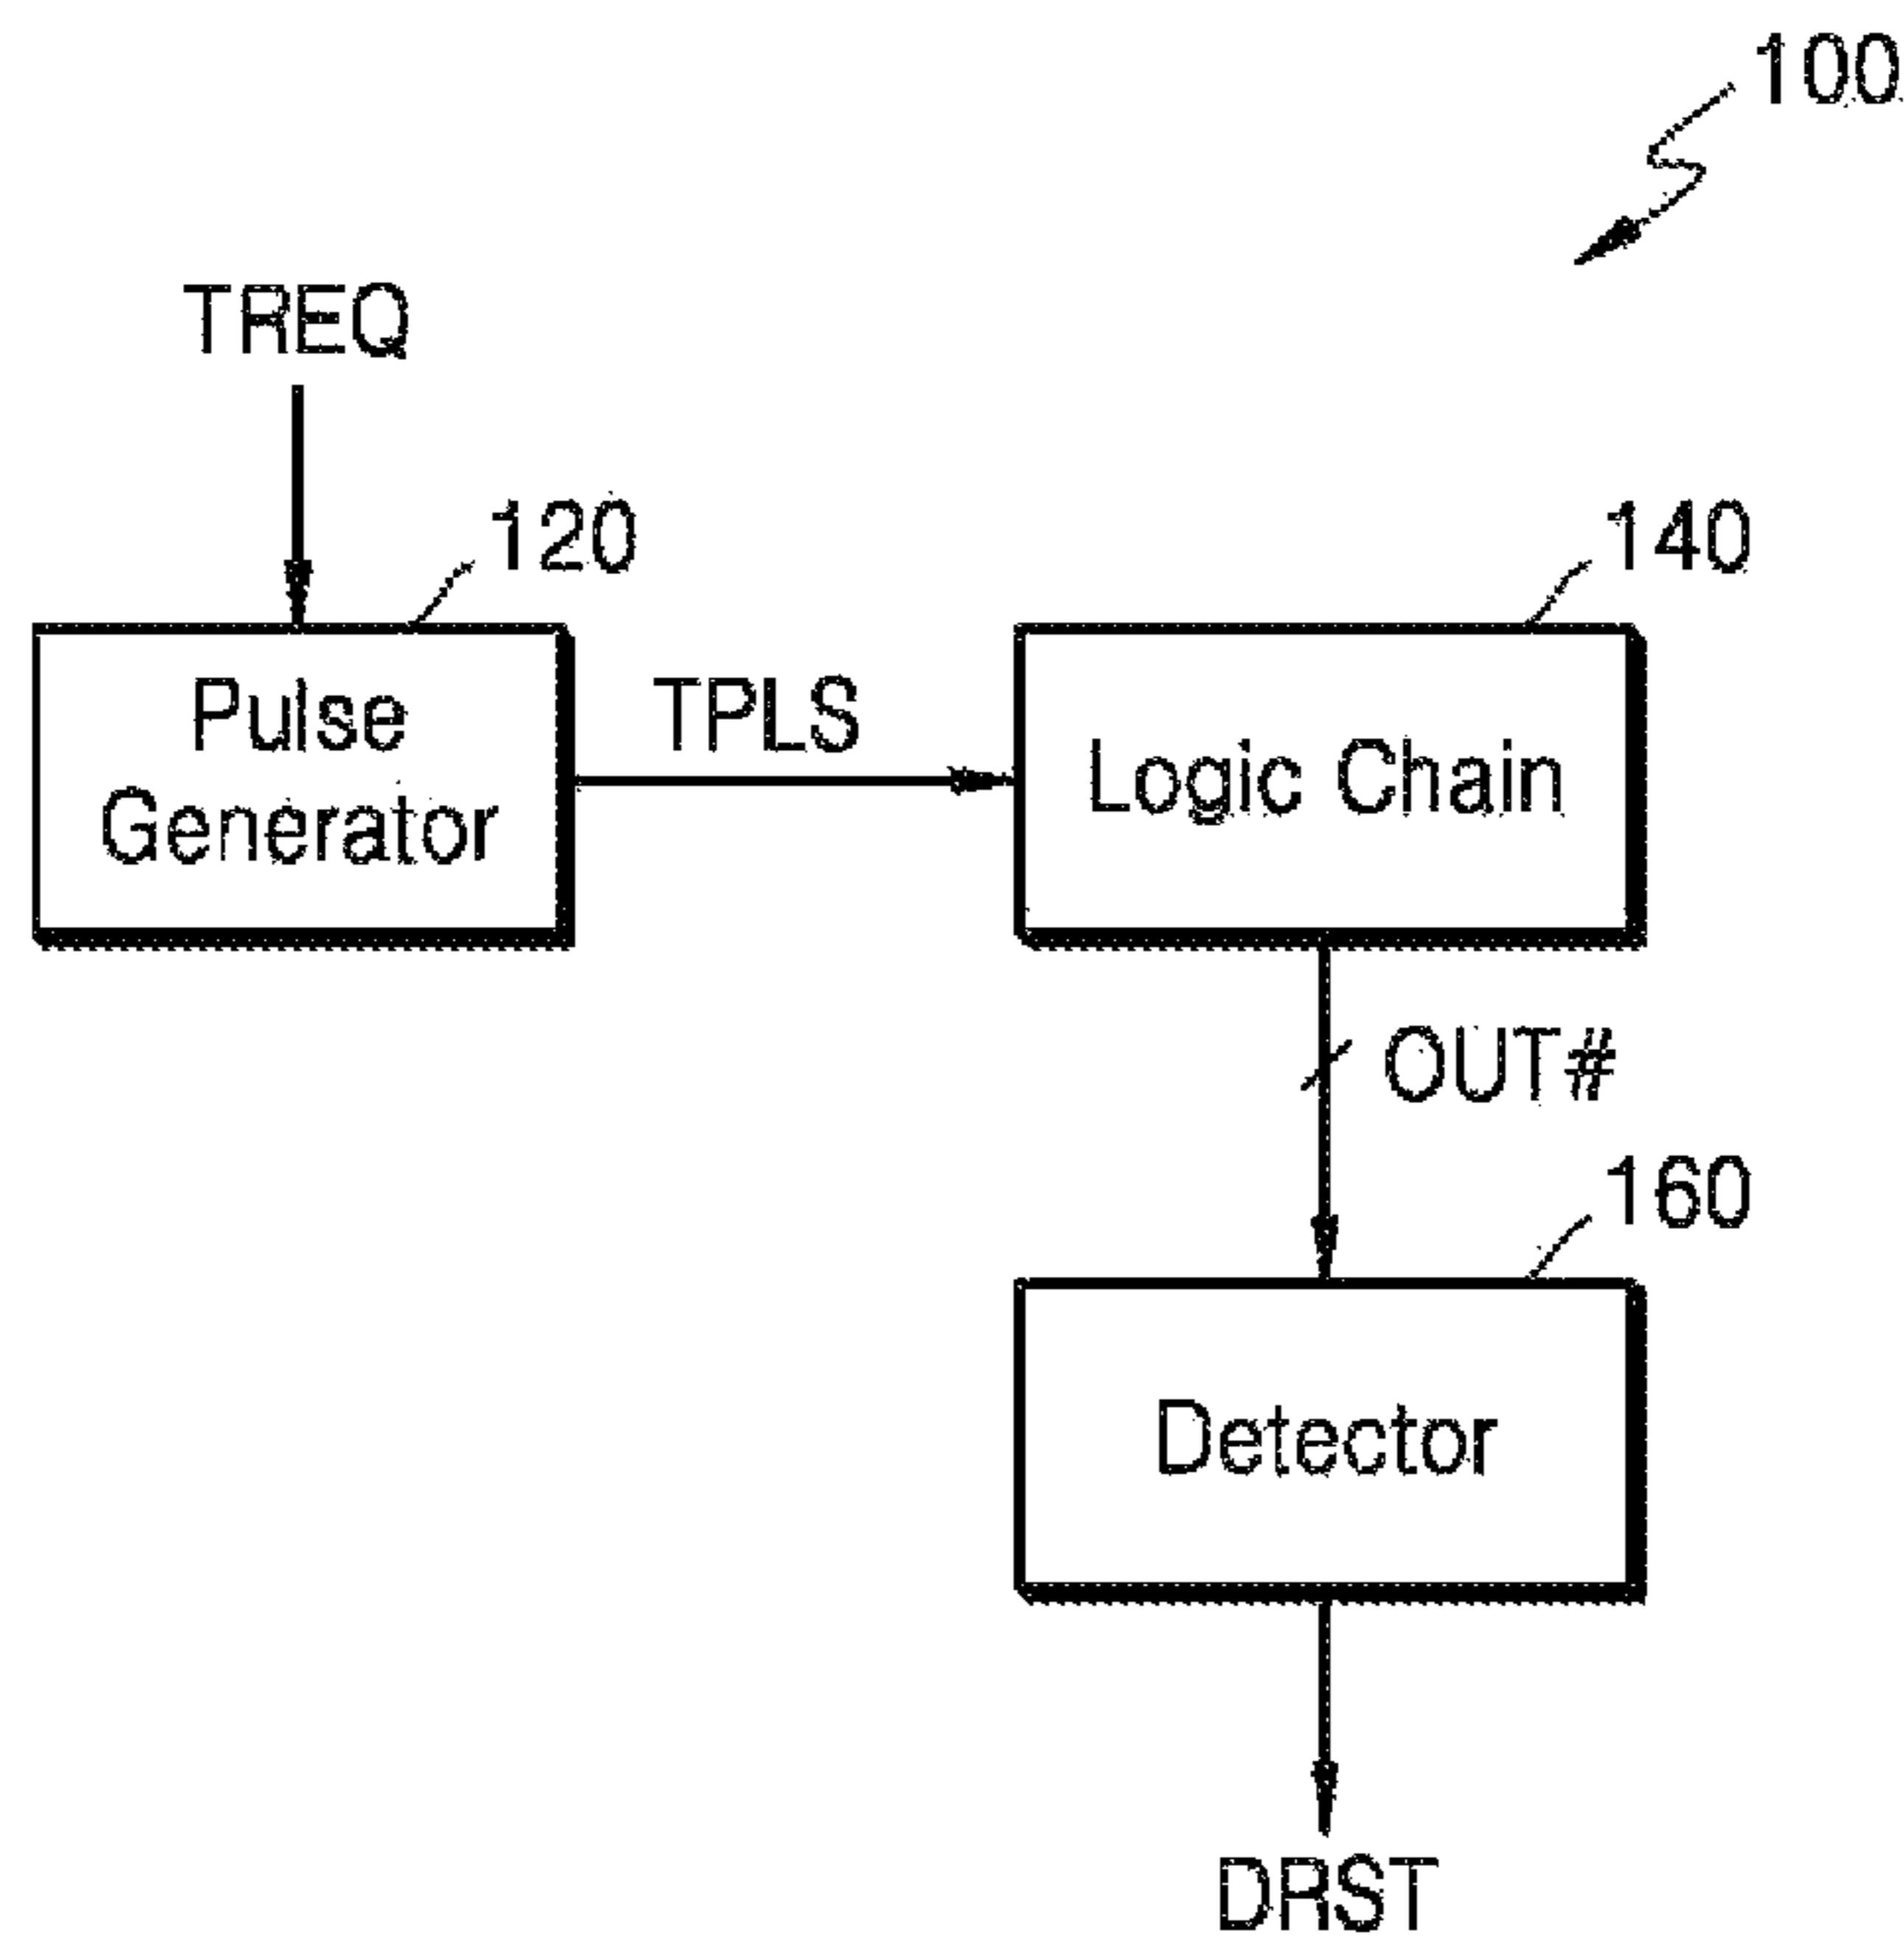 100
TREQ
120
140
Pulse
Generator
TPLS
Logic Chain
OUT#
160
Detector
DRST